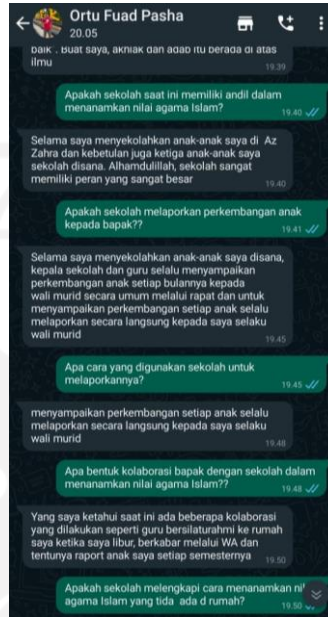 Ortu Fuad Pasha
20.05
baik . Buat saya, akhlak dan adab itu berada di atas
ilmu
19.39
Apakah sekolah saat ini memiliki andil dalam
menanamkan nilai agama Islam?
19.40
Selama saya menyekolahkan anak-anak saya di Az
Zahra dan kebetulan juga ketiga anak-anak saya
sekolah disana. Alhamdulillah, sekolah sangat
memiliki peran yang sangat besar
19.40
Apakah sekolah melaporkan perkembangan anak
kepada bapak??
19.41
Selama saya menyekolahkan anak-anak saya disana,
kepala sekolah dan guru selalu menyampaikan
perkembangan anak setiap bulannya kepada
wali murid secara umum melalui rapat dan untuk
menyampaikan perkembangan setiap anak selalu
melaporkan secara langsung kepada saya selaku
wali murid
19.45
Apa cara yang digunakan sekolah untuk
melaporkannya?
19.45
menyampaikan perkembangan setiap anak selalu
melaporkan secara langsung kepada saya selaku
wali murid
19.48
Apa bentuk kolaborasi bapak dengan sekolah dalam
menanamkan nilai agama Islam??
19.48
Yang saya ketahui saat ini ada beberapa kolaborasi
yang dilakukan seperti guru bersilaturahmi ke rumah
saya ketika saya libur, berkabar melalui WA dan
tentunya raport anak saya setiap semesternya
19.50
Apakah sekolah melengkapi cara menanamkan
agama Islam yang tida ada d rumah?
19.50